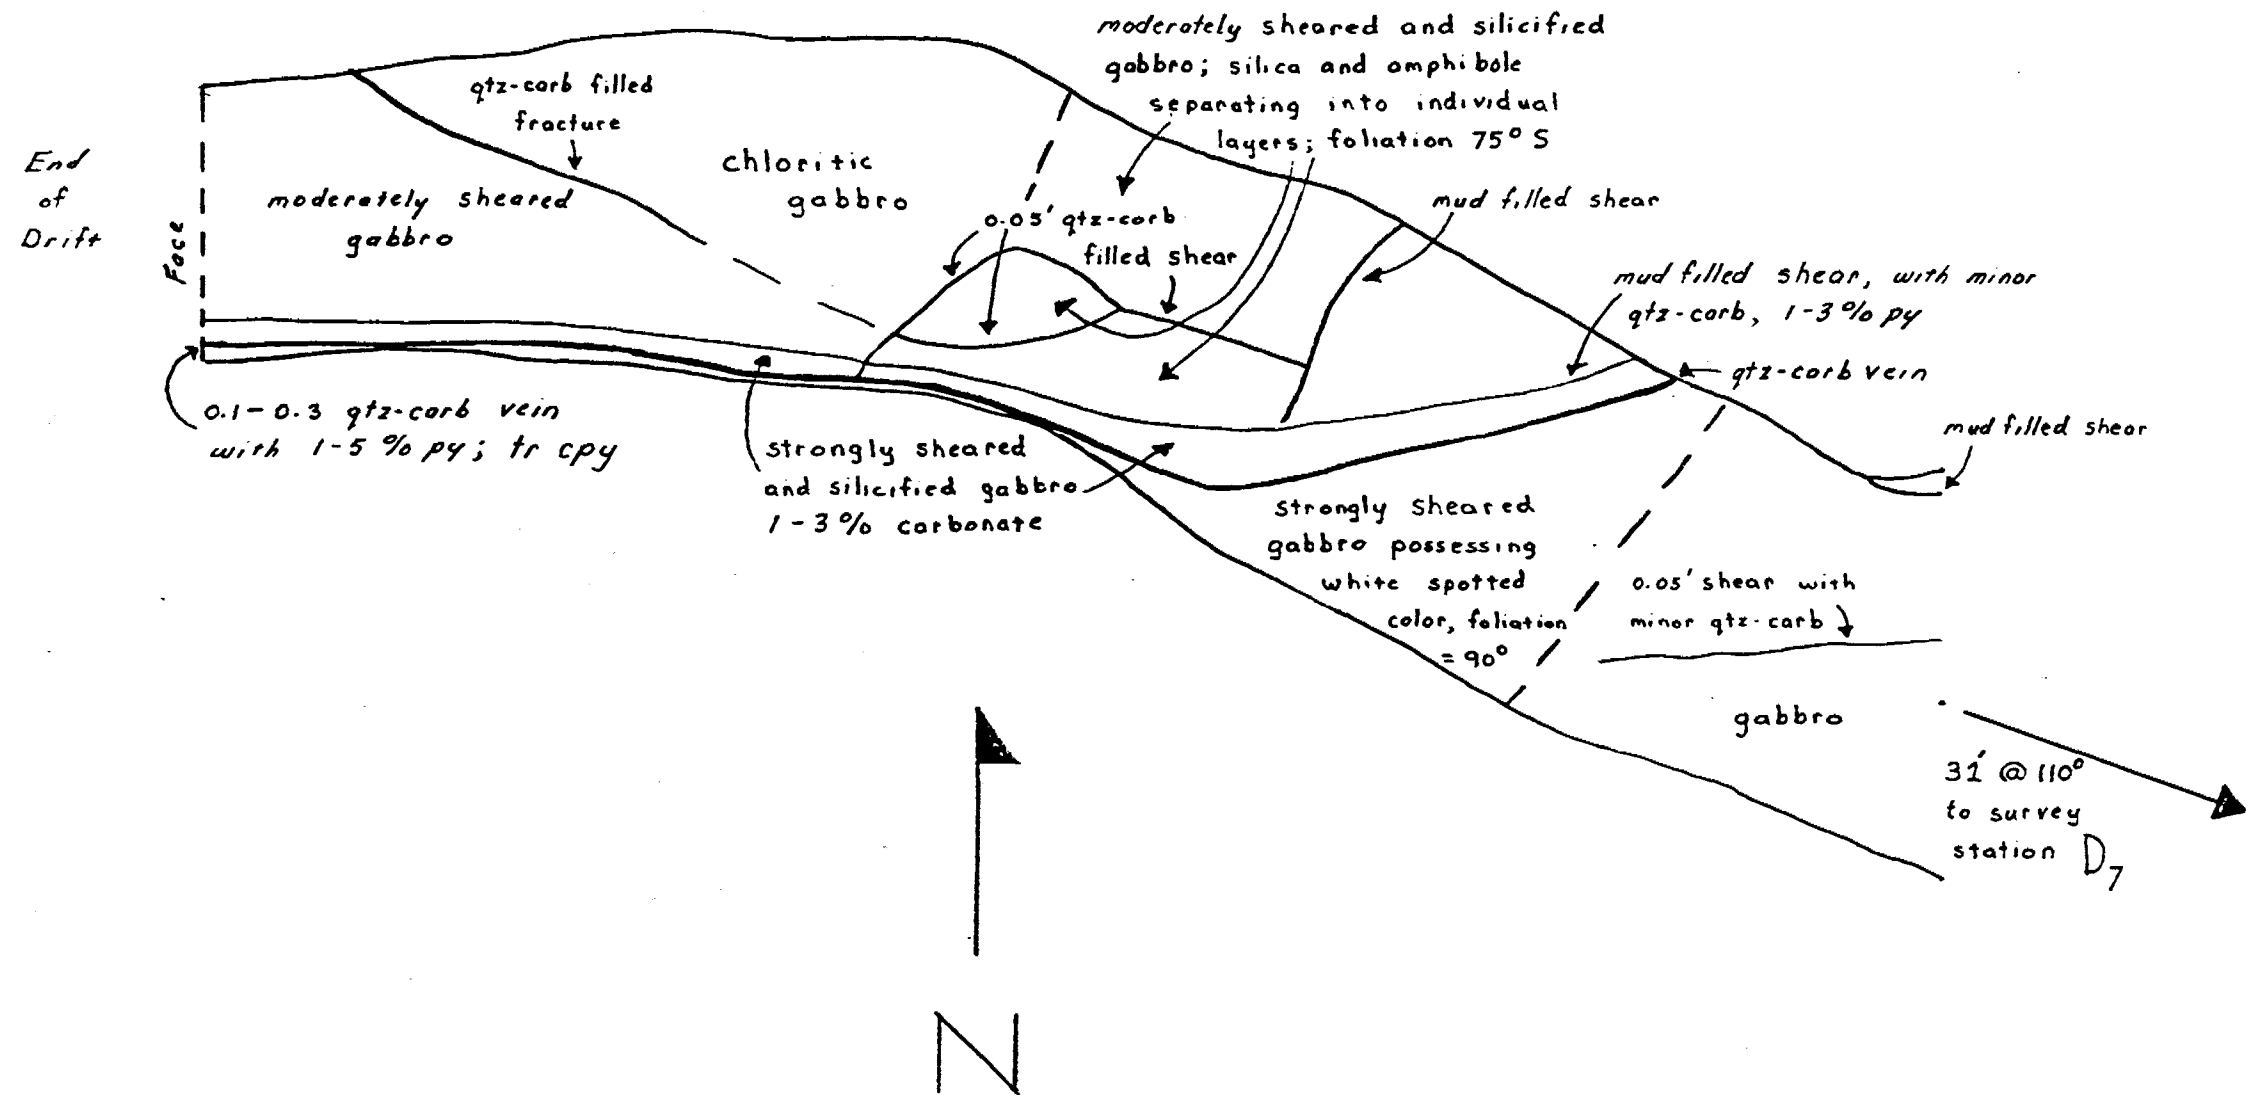 moderately sheared and silicified
gabbro; silica and amphibole
separating into individual
layers; foliation 75° S
qtz-carb filled
fracture
End
of
Drift
Face
moderately sheared
gabbro
chloritic
gabbro
0.05' qtz-carb
filled shear
mud filled shear
mud filled shear, with minor
qtz-carb, 1-3% py
qtz-carb vein
mud filled shear
0.1-0.3 qtz-carb vein
with 1-5% py; tr cpy
strongly sheared
and silicified gabbro
1-3% carbonate
strongly sheared
gabbro possessing
white spotted
color, foliation
= 90°
0.05' shear with
minor qtz-carb
gabbro
31' @ 110°
to survey
station D7
N